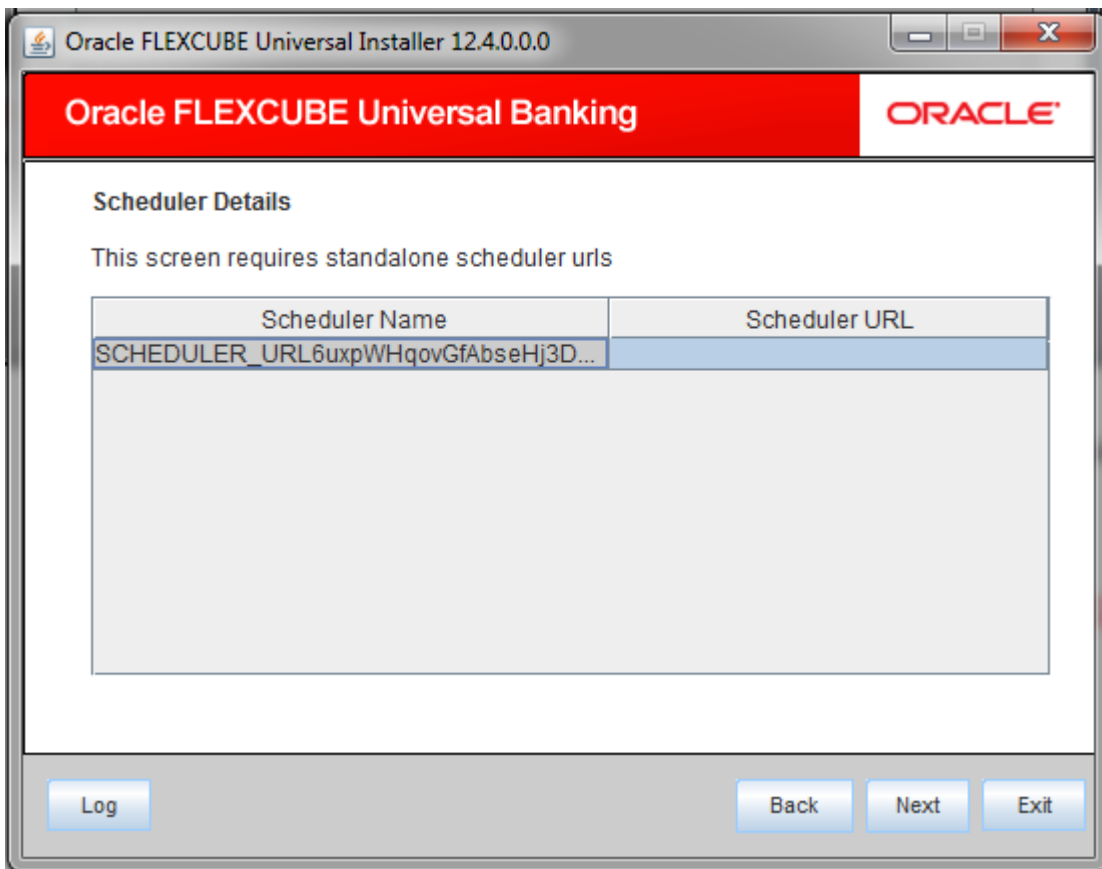 Oracle FLEXCUBE Universal Installer 12.4.0.0.0
Oracle FLEXCUBE Universal Banking
ORACLE
Scheduler Details
This screen requires standalone scheduler urls
Scheduler Name Scheduler URL
SCHEDULER_URL6uxpWHqovGfAbseHj3D...
Log Back Next Exit